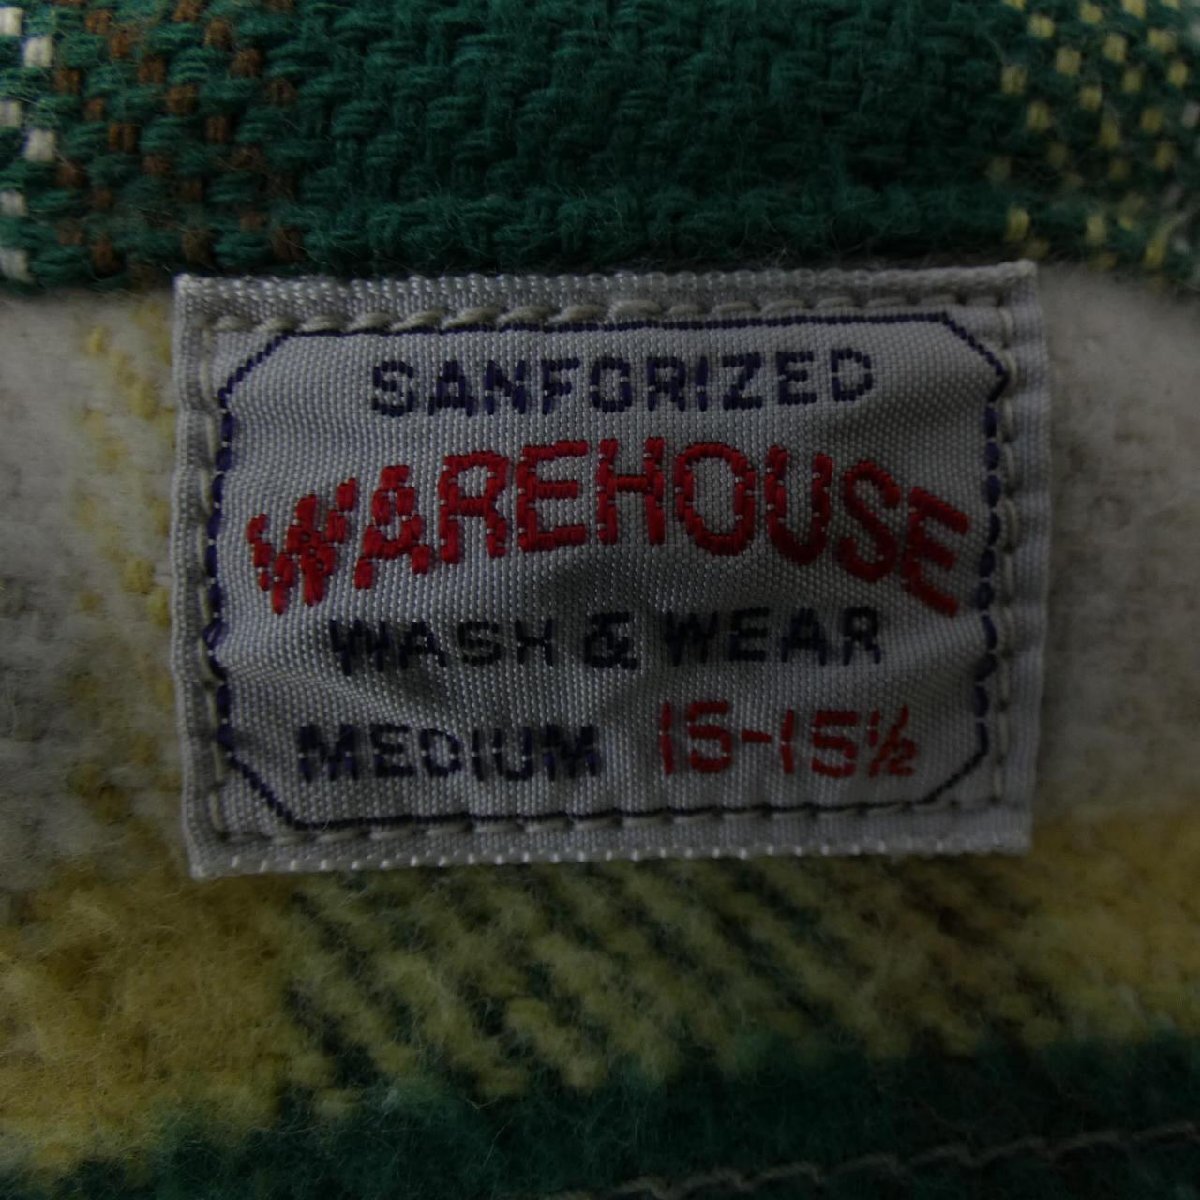 SANFORIZED
WAREHOUSE
WASH & WEAR
MEDIUM 15-15½